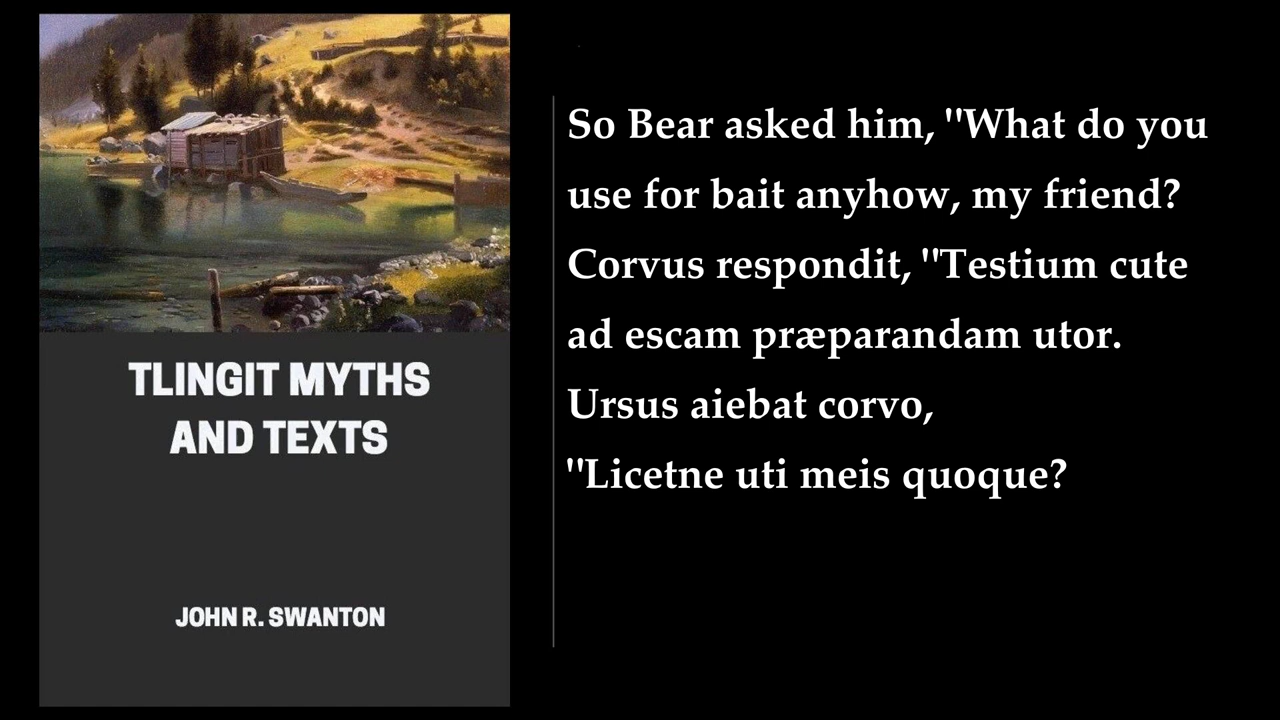 TLINGIT MYTHS
AND TEXTS
JOHN R. SWANTON
So Bear asked him, "What do you
use for bait anyhow, my friend?
Corvus respondit, "Testium cute
ad escam præparandam utor.
Ursus aiebat corvo,
"Licetne uti meis quoque?